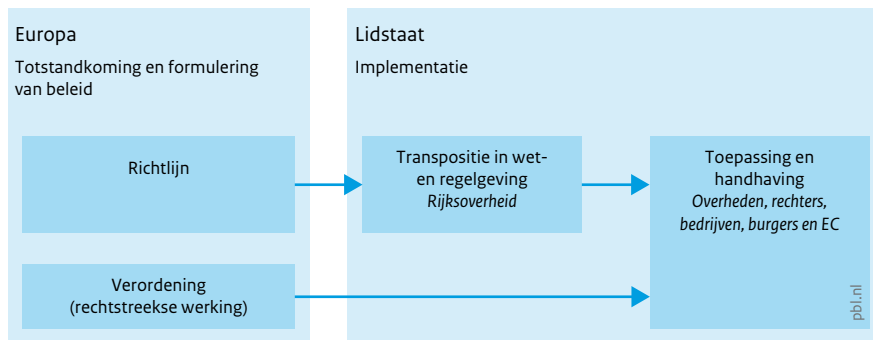 Europa
Totstandkoming en formulering
van beleid
Lidstaat
Implementatie
Richtlijn
Transpositie in wet-
en regelgeving
Rijksoverheid
Toepassing en
handhaving
Overheden, rechters,
bedrijven, burgers en EC
Verordening
(rechtstreekse werking)
pbl.nl